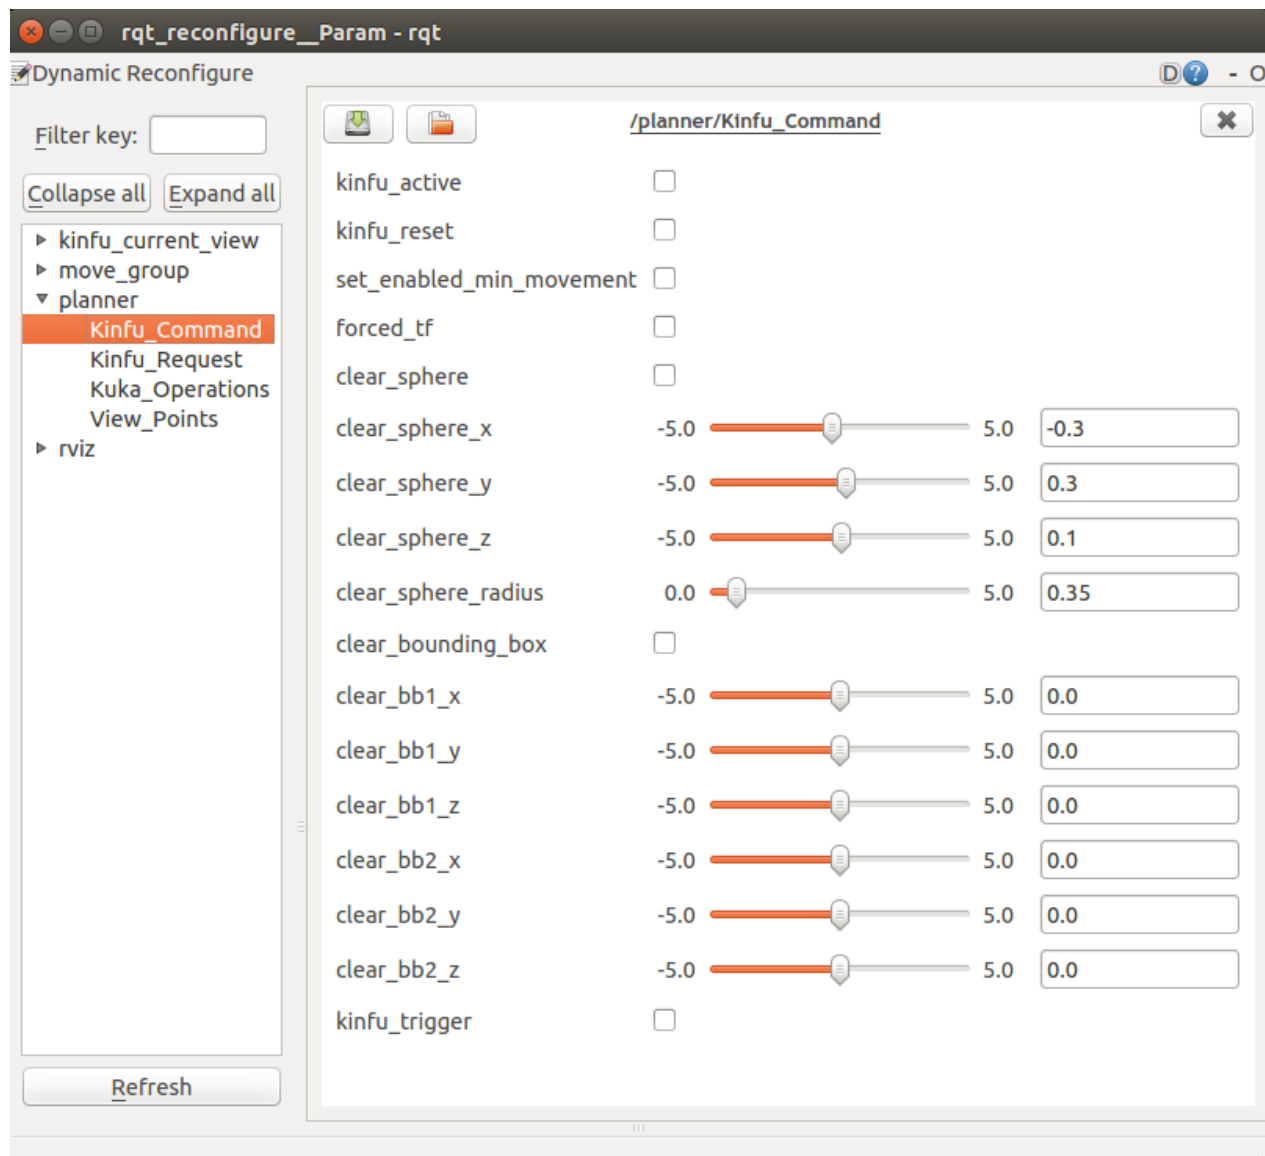 rqt_reconfigure__Param - rqt
Dynamic Reconfigure
D ? - O
Filter key:
Collapse all Expand all
kinfu_current_view
move_group
planner
Kinfu_Command
Kinfu_Request
Kuka_Operations
View_Points
rviz
Refresh
/planner/Kinfu_Command
kinfu_active
kinfu_reset
set_enabled_min_movement
forced_tf
clear_sphere
clear_sphere_x -5.0 5.0 -0.3
clear_sphere_y -5.0 5.0 0.3
clear_sphere_z -5.0 5.0 0.1
clear_sphere_radius 0.0 5.0 0.35
clear_bounding_box
clear_bb1_x -5.0 5.0 0.0
clear_bb1_y -5.0 5.0 0.0
clear_bb1_z -5.0 5.0 0.0
clear_bb2_x -5.0 5.0 0.0
clear_bb2_y -5.0 5.0 0.0
clear_bb2_z -5.0 5.0 0.0
kinfu_trigger